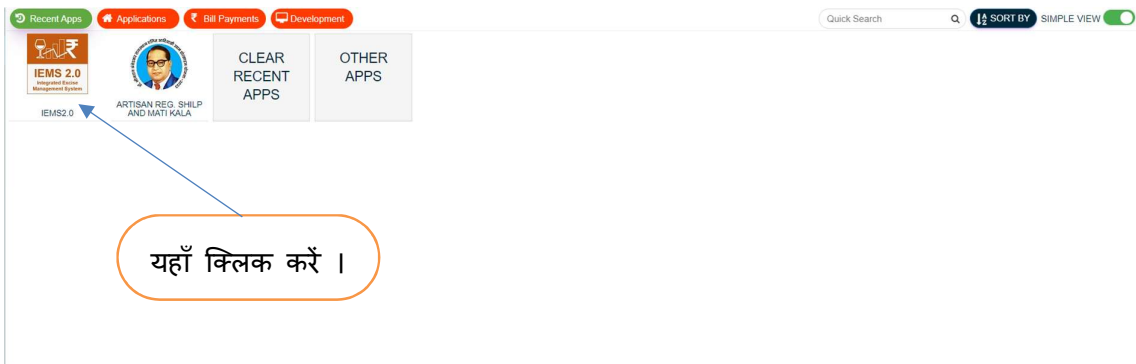 Recent Apps
Applications
₹ Bill Payments
Development
Quick Search
SORT BY
SIMPLE VIEW
₹
IEMS 2.0
Integrated Excise
Management System
IEMS2.0
ARTISAN REG. SHILP
AND MATI KALA
CLEAR
RECENT
APPS
OTHER
APPS
यहाँ क्लिक करें ।